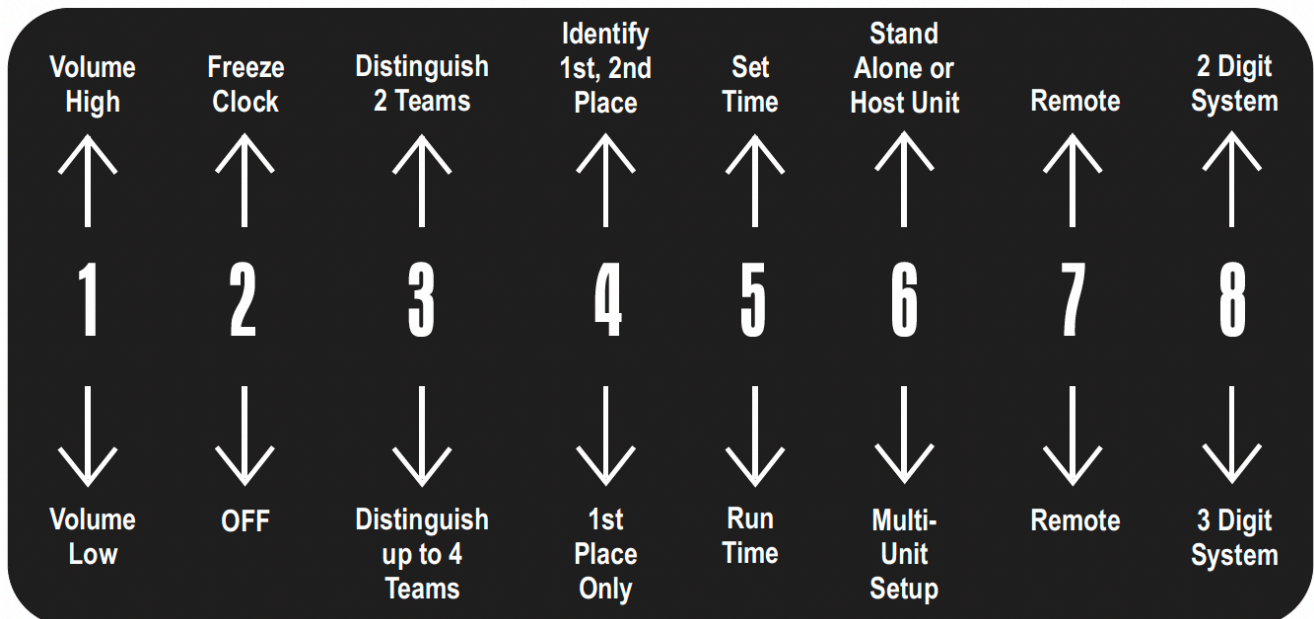 Volume
High
Freeze
Clock
Distinguish
2 Teams
Identify
1st, 2nd
Place
Set
Time
Stand
Alone or
Host Unit
Remote
2 Digit
System
1
2
3
4
5
6
7
8
Volume
Low
OFF
Distinguish
up to 4
Teams
1st
Place
Only
Run
Time
Multi-
Unit
Setup
Remote
3 Digit
System